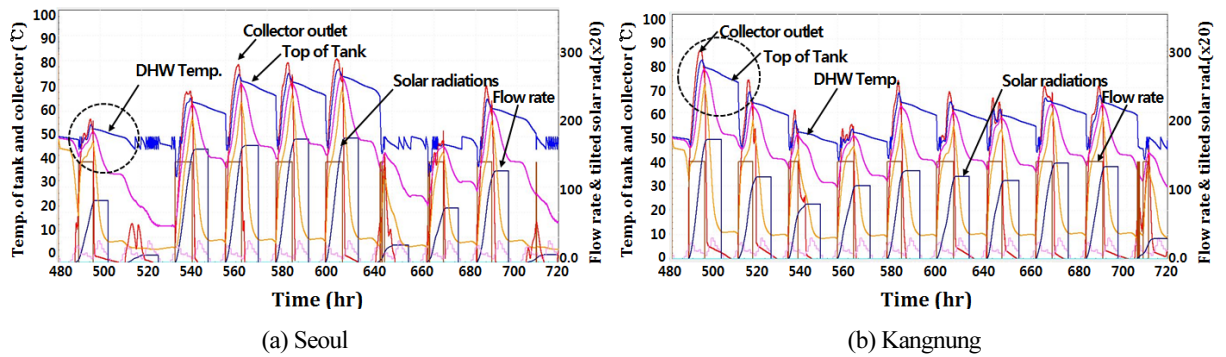 Temp. of tank and collector (℃)
100
90
80
70
60
50
40
30
20
10
0
480 500 520 540 560 580 600 640 660 680 700 720
Time (hr)
300
200
100
0.0
Flow rate & tilted solar rad.(x20)
Collector outlet
Top of Tank
DHW Temp.
Solar radiations
Flow rate
(a) Seoul
Temp. of tank and collector (℃)
100
90
80
70
60
50
40
30
20
10
0
480 500 520 540 560 580 600 640 660 680 700 720
Time (hr)
300
200
100
0.0
Flow rate & tilted solar rad.(x20)
Collector outlet
Top of Tank
DHW Temp.
Solar radiations
Flow rate
(b) Kangnung